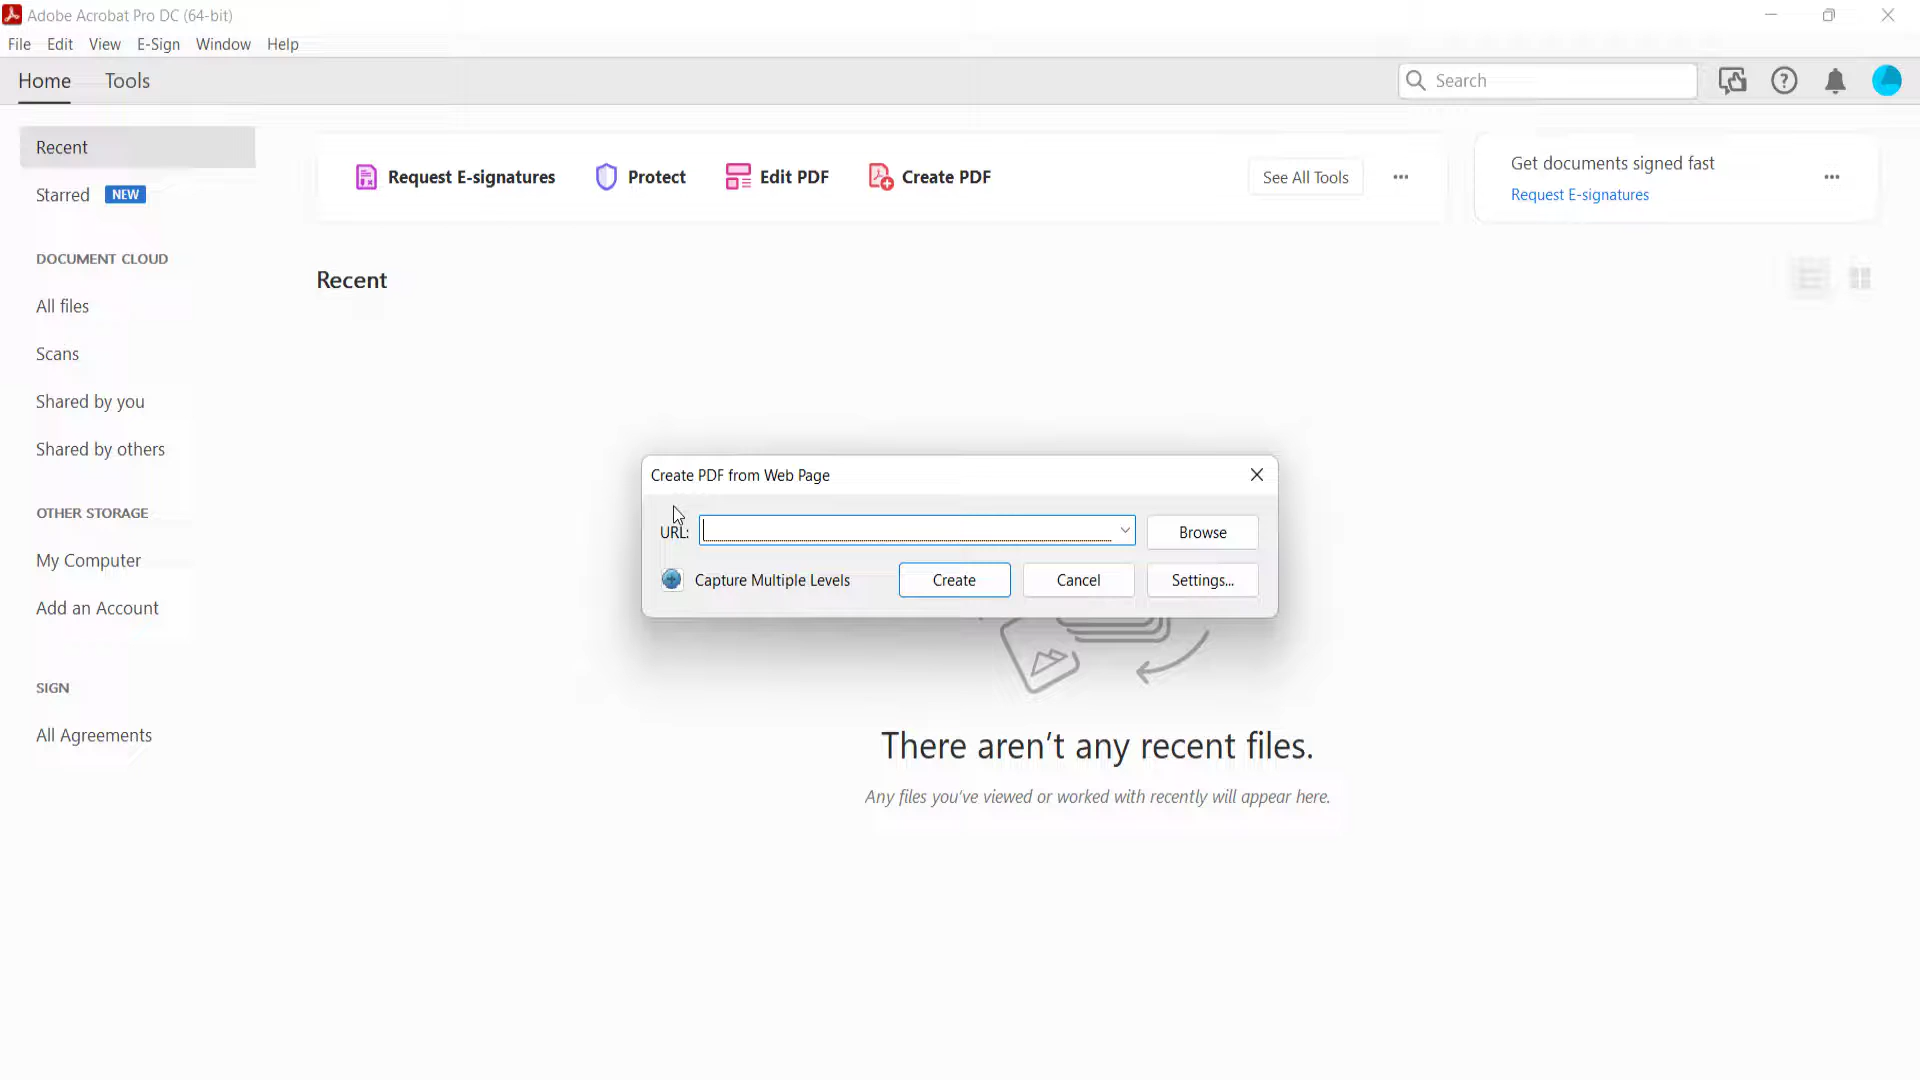 Adobe Acrobat Pro DC (64-bit)
File Edit View E-Sign Window Help
Home Tools
Search
Recent
Starred NEW
DOCUMENT CLOUD
All files
Scans
Shared by you
Shared by others
OTHER STORAGE
My Computer
Add an Account
SIGN
All Agreements
Request E-signatures Protect Edit PDF Create PDF See All Tools
Get documents signed fast
Request E-signatures
Recent
Create PDF from Web Page
URL: Browse
Capture Multiple Levels Create Cancel Settings...
There aren't any recent files.
Any files you've viewed or worked with recently will appear here.